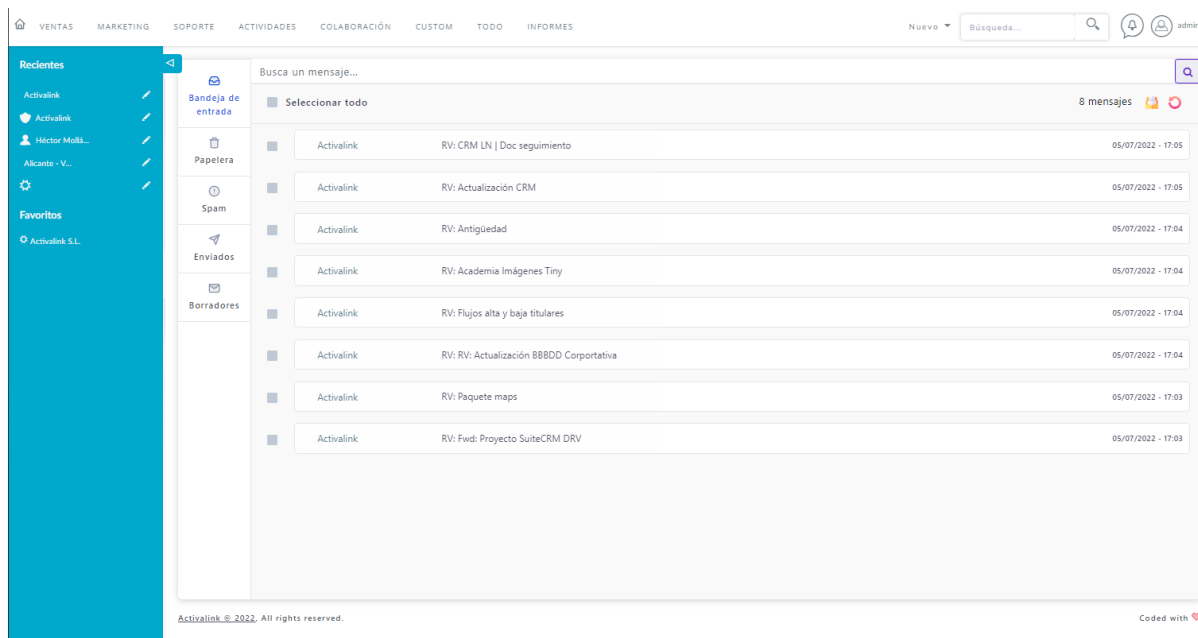 VENTAS MARKETING SOPORTE ACTIVIDADES COLABORACIÓN CUSTOM TODO INFORMES Nuevo Búsqueda... admin
Recientes
Activalink
Activalink
Héctor Mollá...
Alicante - V...
Favoritos
Activalink S.L.
Bandeja de
entrada
Papelera
Spam
Enviados
Borradores
Busca un mensaje...
Seleccionar todo 8 mensajes
Activalink RV: CRM LN | Doc seguimiento 05/07/2022 - 17:05
Activalink RV: Actualización CRM 05/07/2022 - 17:05
Activalink RV: Antigüedad 05/07/2022 - 17:04
Activalink RV: Academia Imágenes Tiny 05/07/2022 - 17:04
Activalink RV: Flujos alta y baja titulares 05/07/2022 - 17:04
Activalink RV: RV: Actualización BBBDD Corportativa 05/07/2022 - 17:04
Activalink RV: Paquete maps 05/07/2022 - 17:03
Activalink RV: Fwd: Proyecto SuiteCRM DRV 05/07/2022 - 17:03
Activalink © 2022, All rights reserved. Coded with